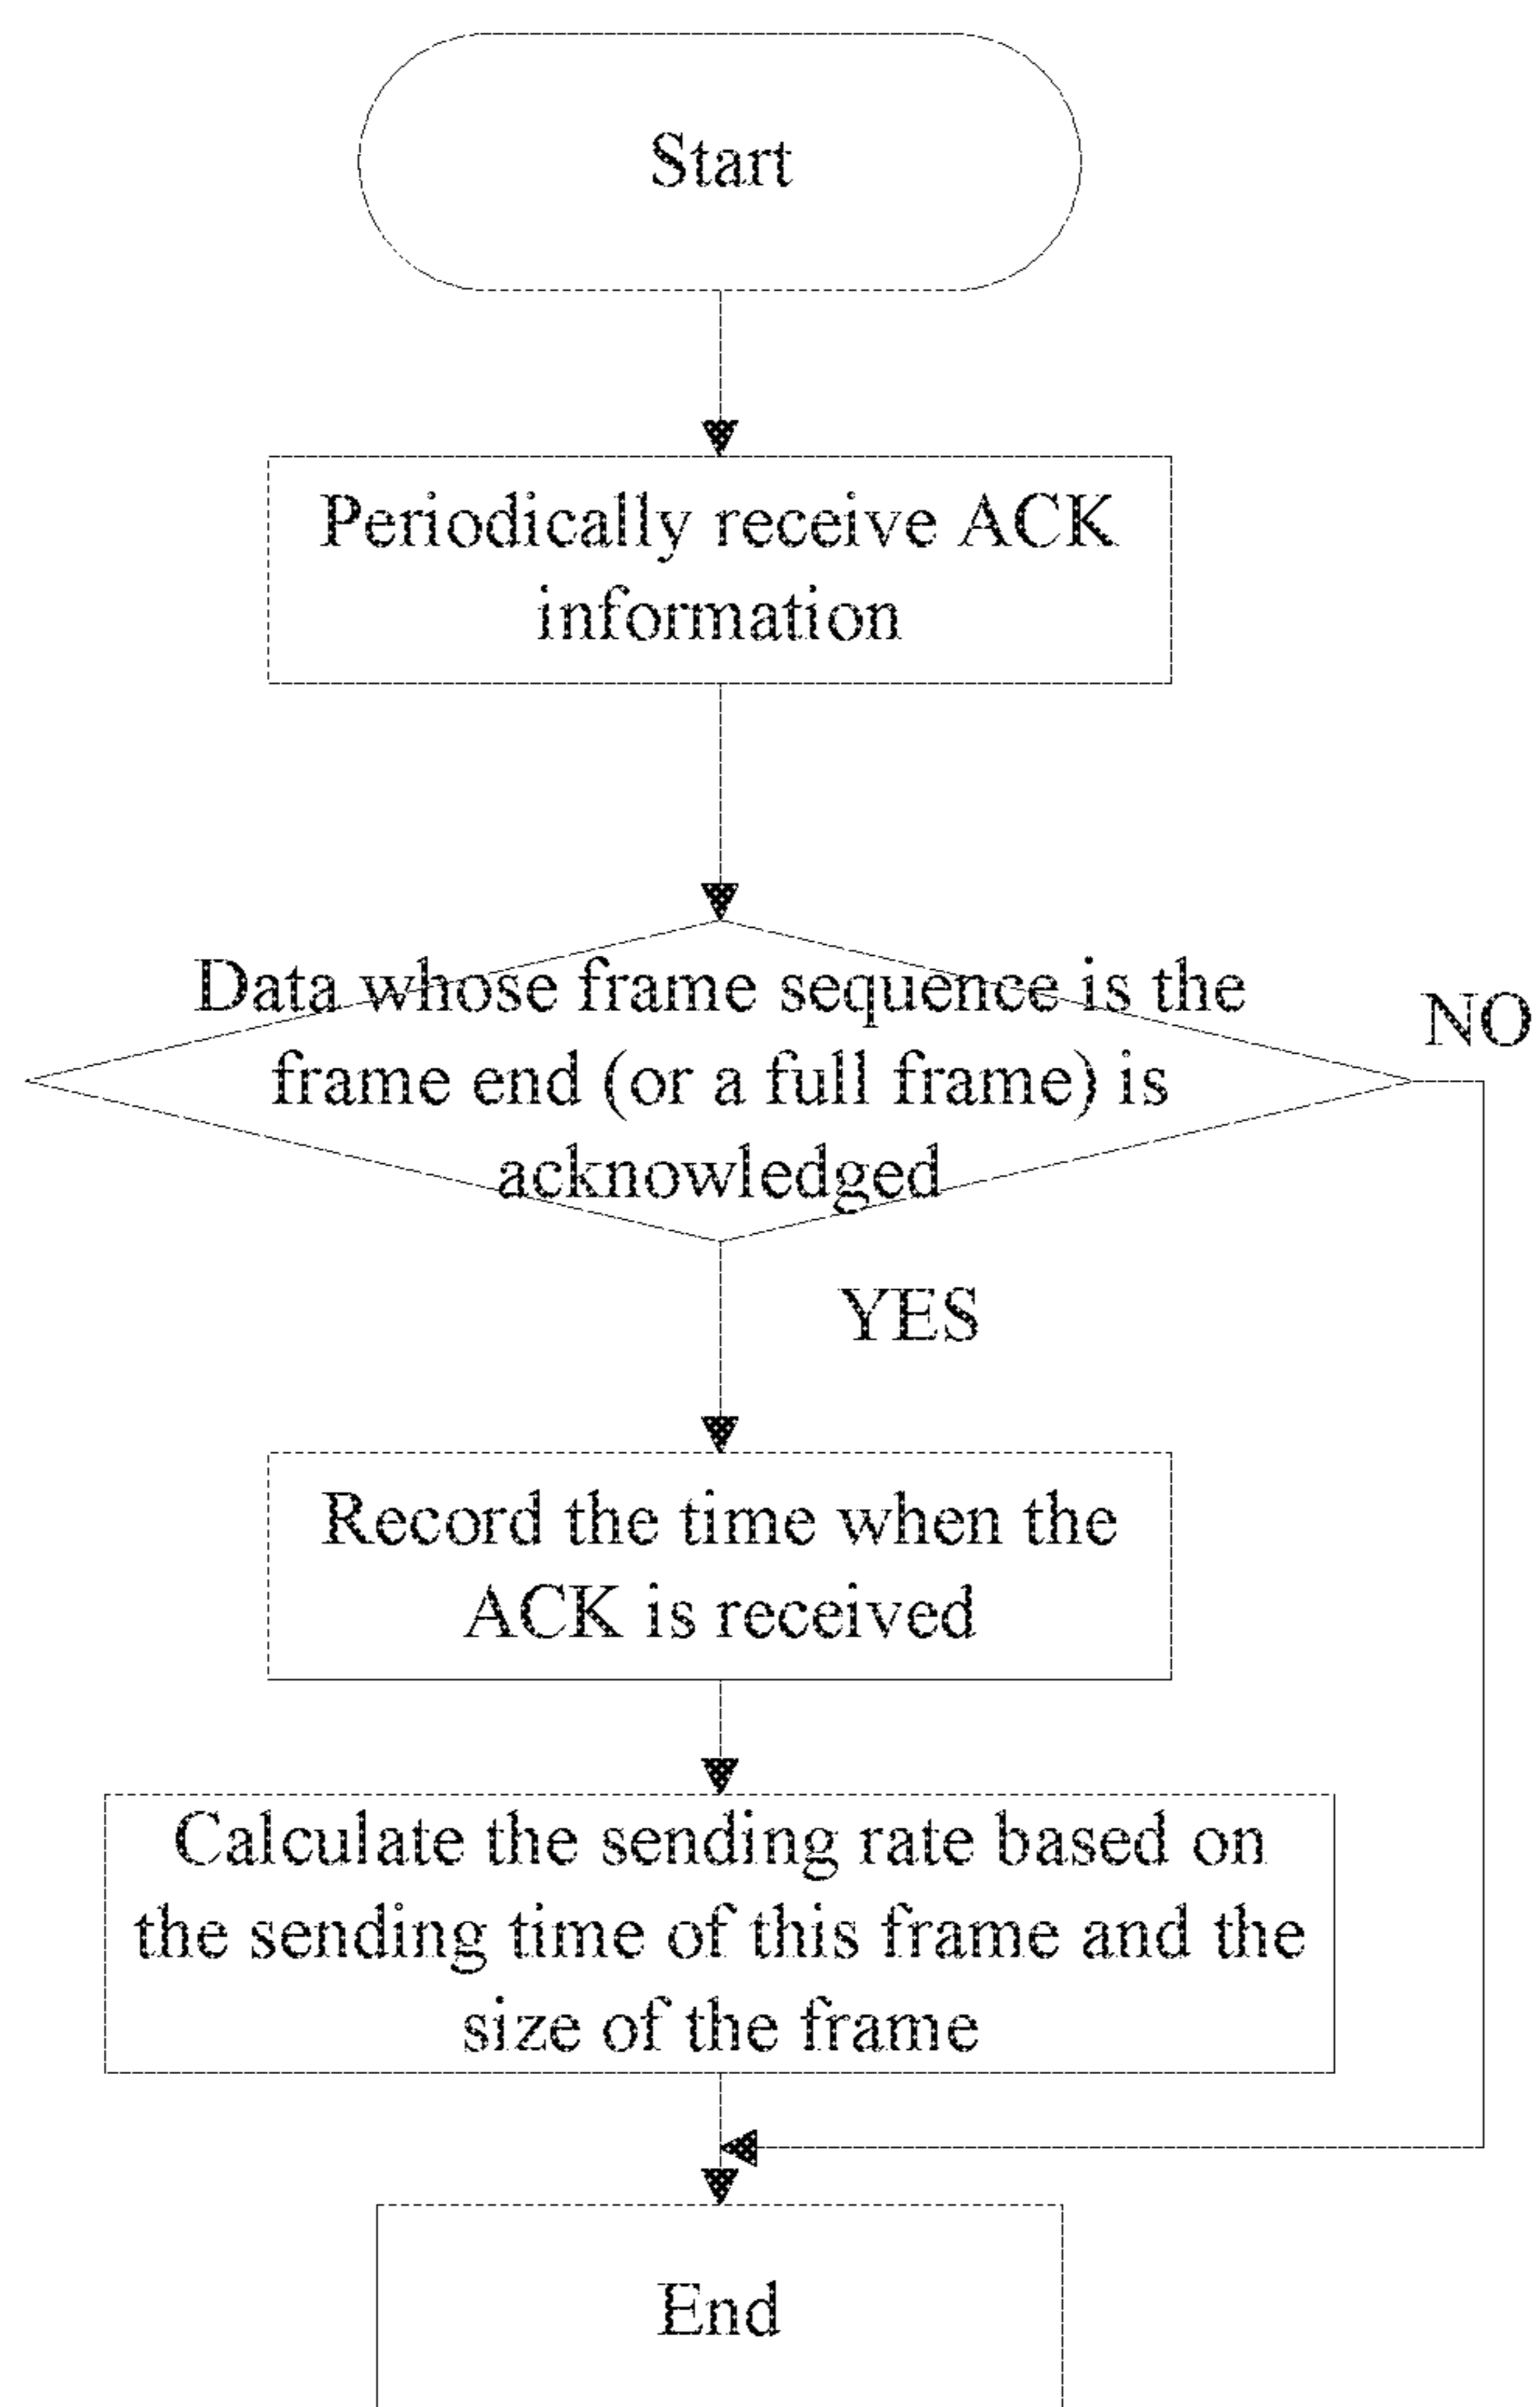 Start
Periodically receive ACK
information
Data whose frame sequence is the
frame end (or a full frame) is
acknowledged
NO
YES
Record the time when the
ACK is received
Calculate the sending rate based on
the sending time of this frame and the
size of the frame
End